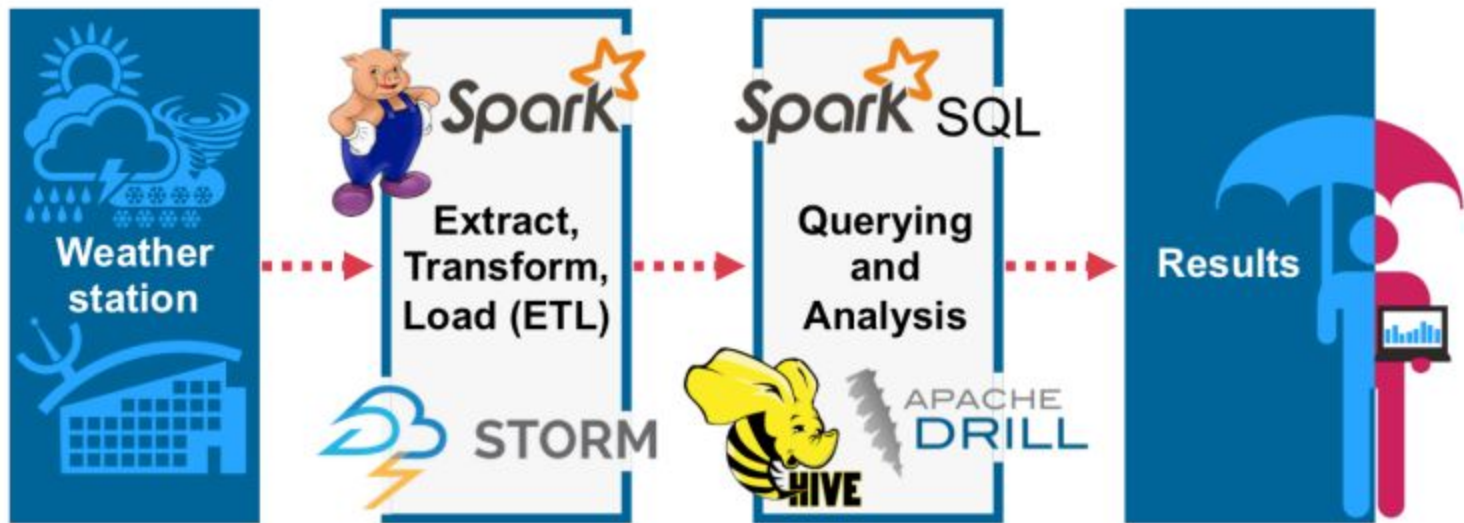 Weather
station
Spark
Extract,
Transform,
Load (ETL)
STORM
Spark SQL
Querying
and
Analysis
HIVE
APACHE
DRILL
Results